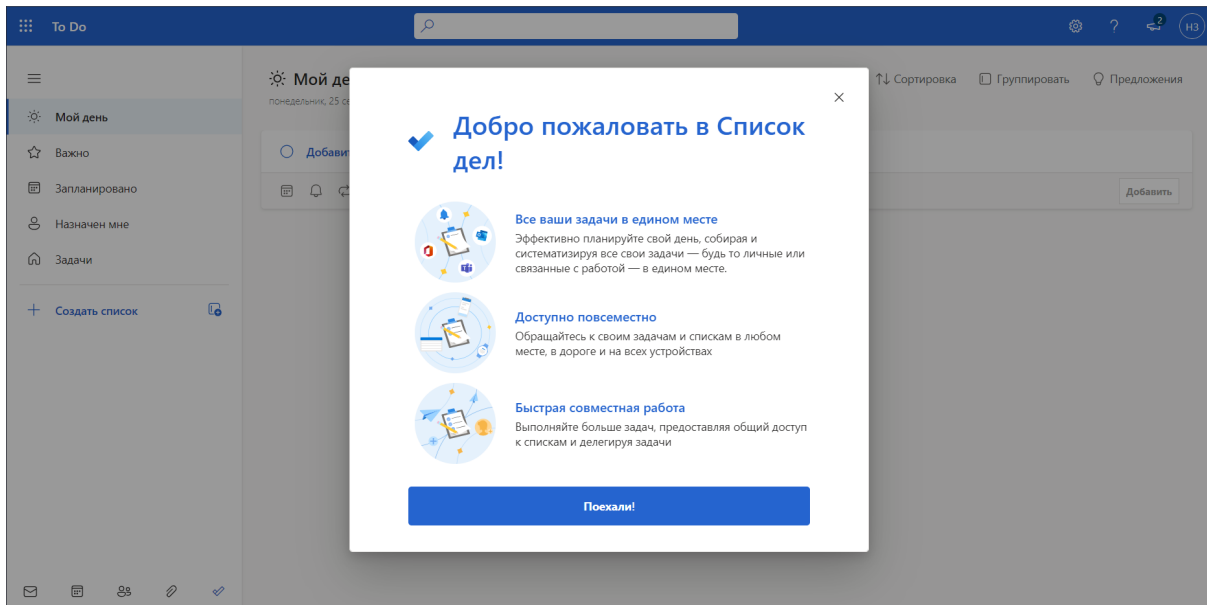 To Do
2
НЗ
Мой де
понедельник, 25 се
Сортировка
Группировать
Предложения
Мой день
Важно
Запланировано
Назначен мне
Задачи
Создать список
Добавит
Добавить
Добро пожаловать в Список
дел!
Все ваши задачи в едином месте
Эффективно планируйте свой день, собирая и
систематизируя все свои задачи — будь то личные или
связанные с работой — в едином месте.
Доступно повсеместно
Обращайтесь к своим задачам и спискам в любом
месте, в дороге и на всех устройствах
Быстрая совместная работа
Выполняйте больше задач, предоставляя общий доступ
к спискам и делегируя задачи
Поехали!